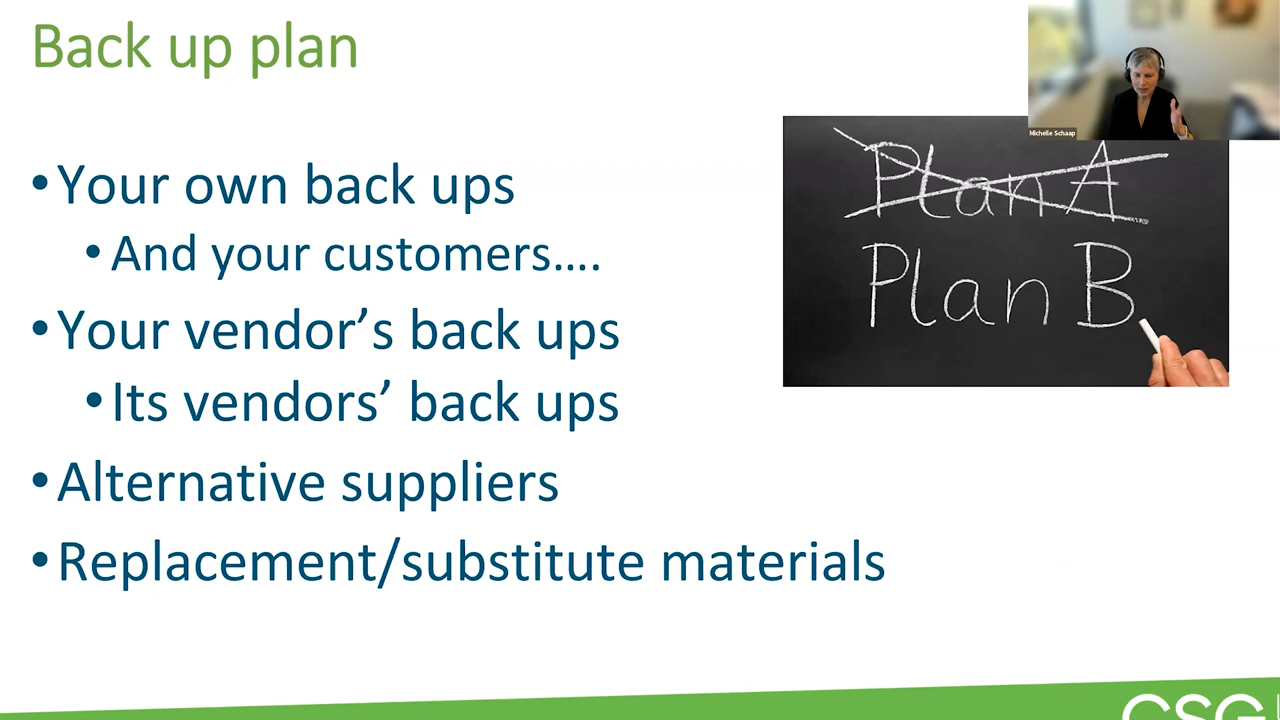 Back up plan
Michelle Schaap
Plan A
Plan B
•Your own back ups
•And your customers….
•Your vendor’s back ups
•Its vendors’ back ups
•Alternative suppliers
•Replacement/substitute materials